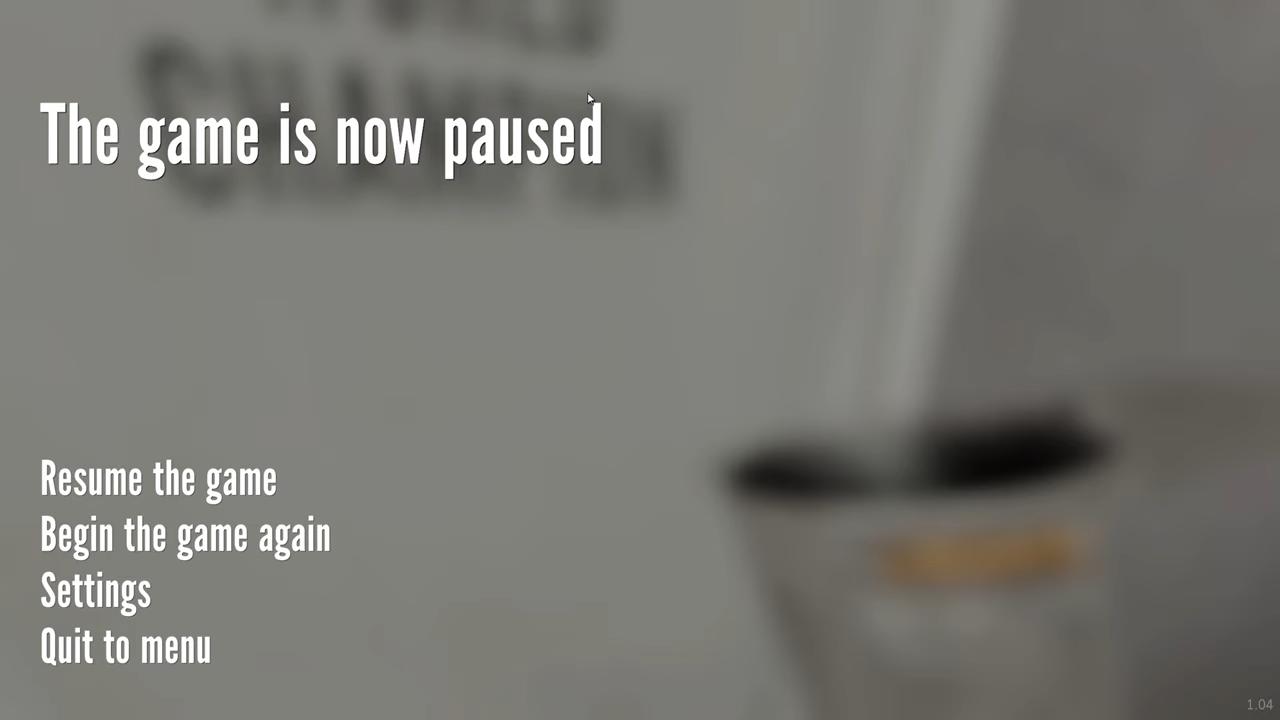 The game is now paused
Resume the game
Begin the game again
Settings
Quit to menu
1.04